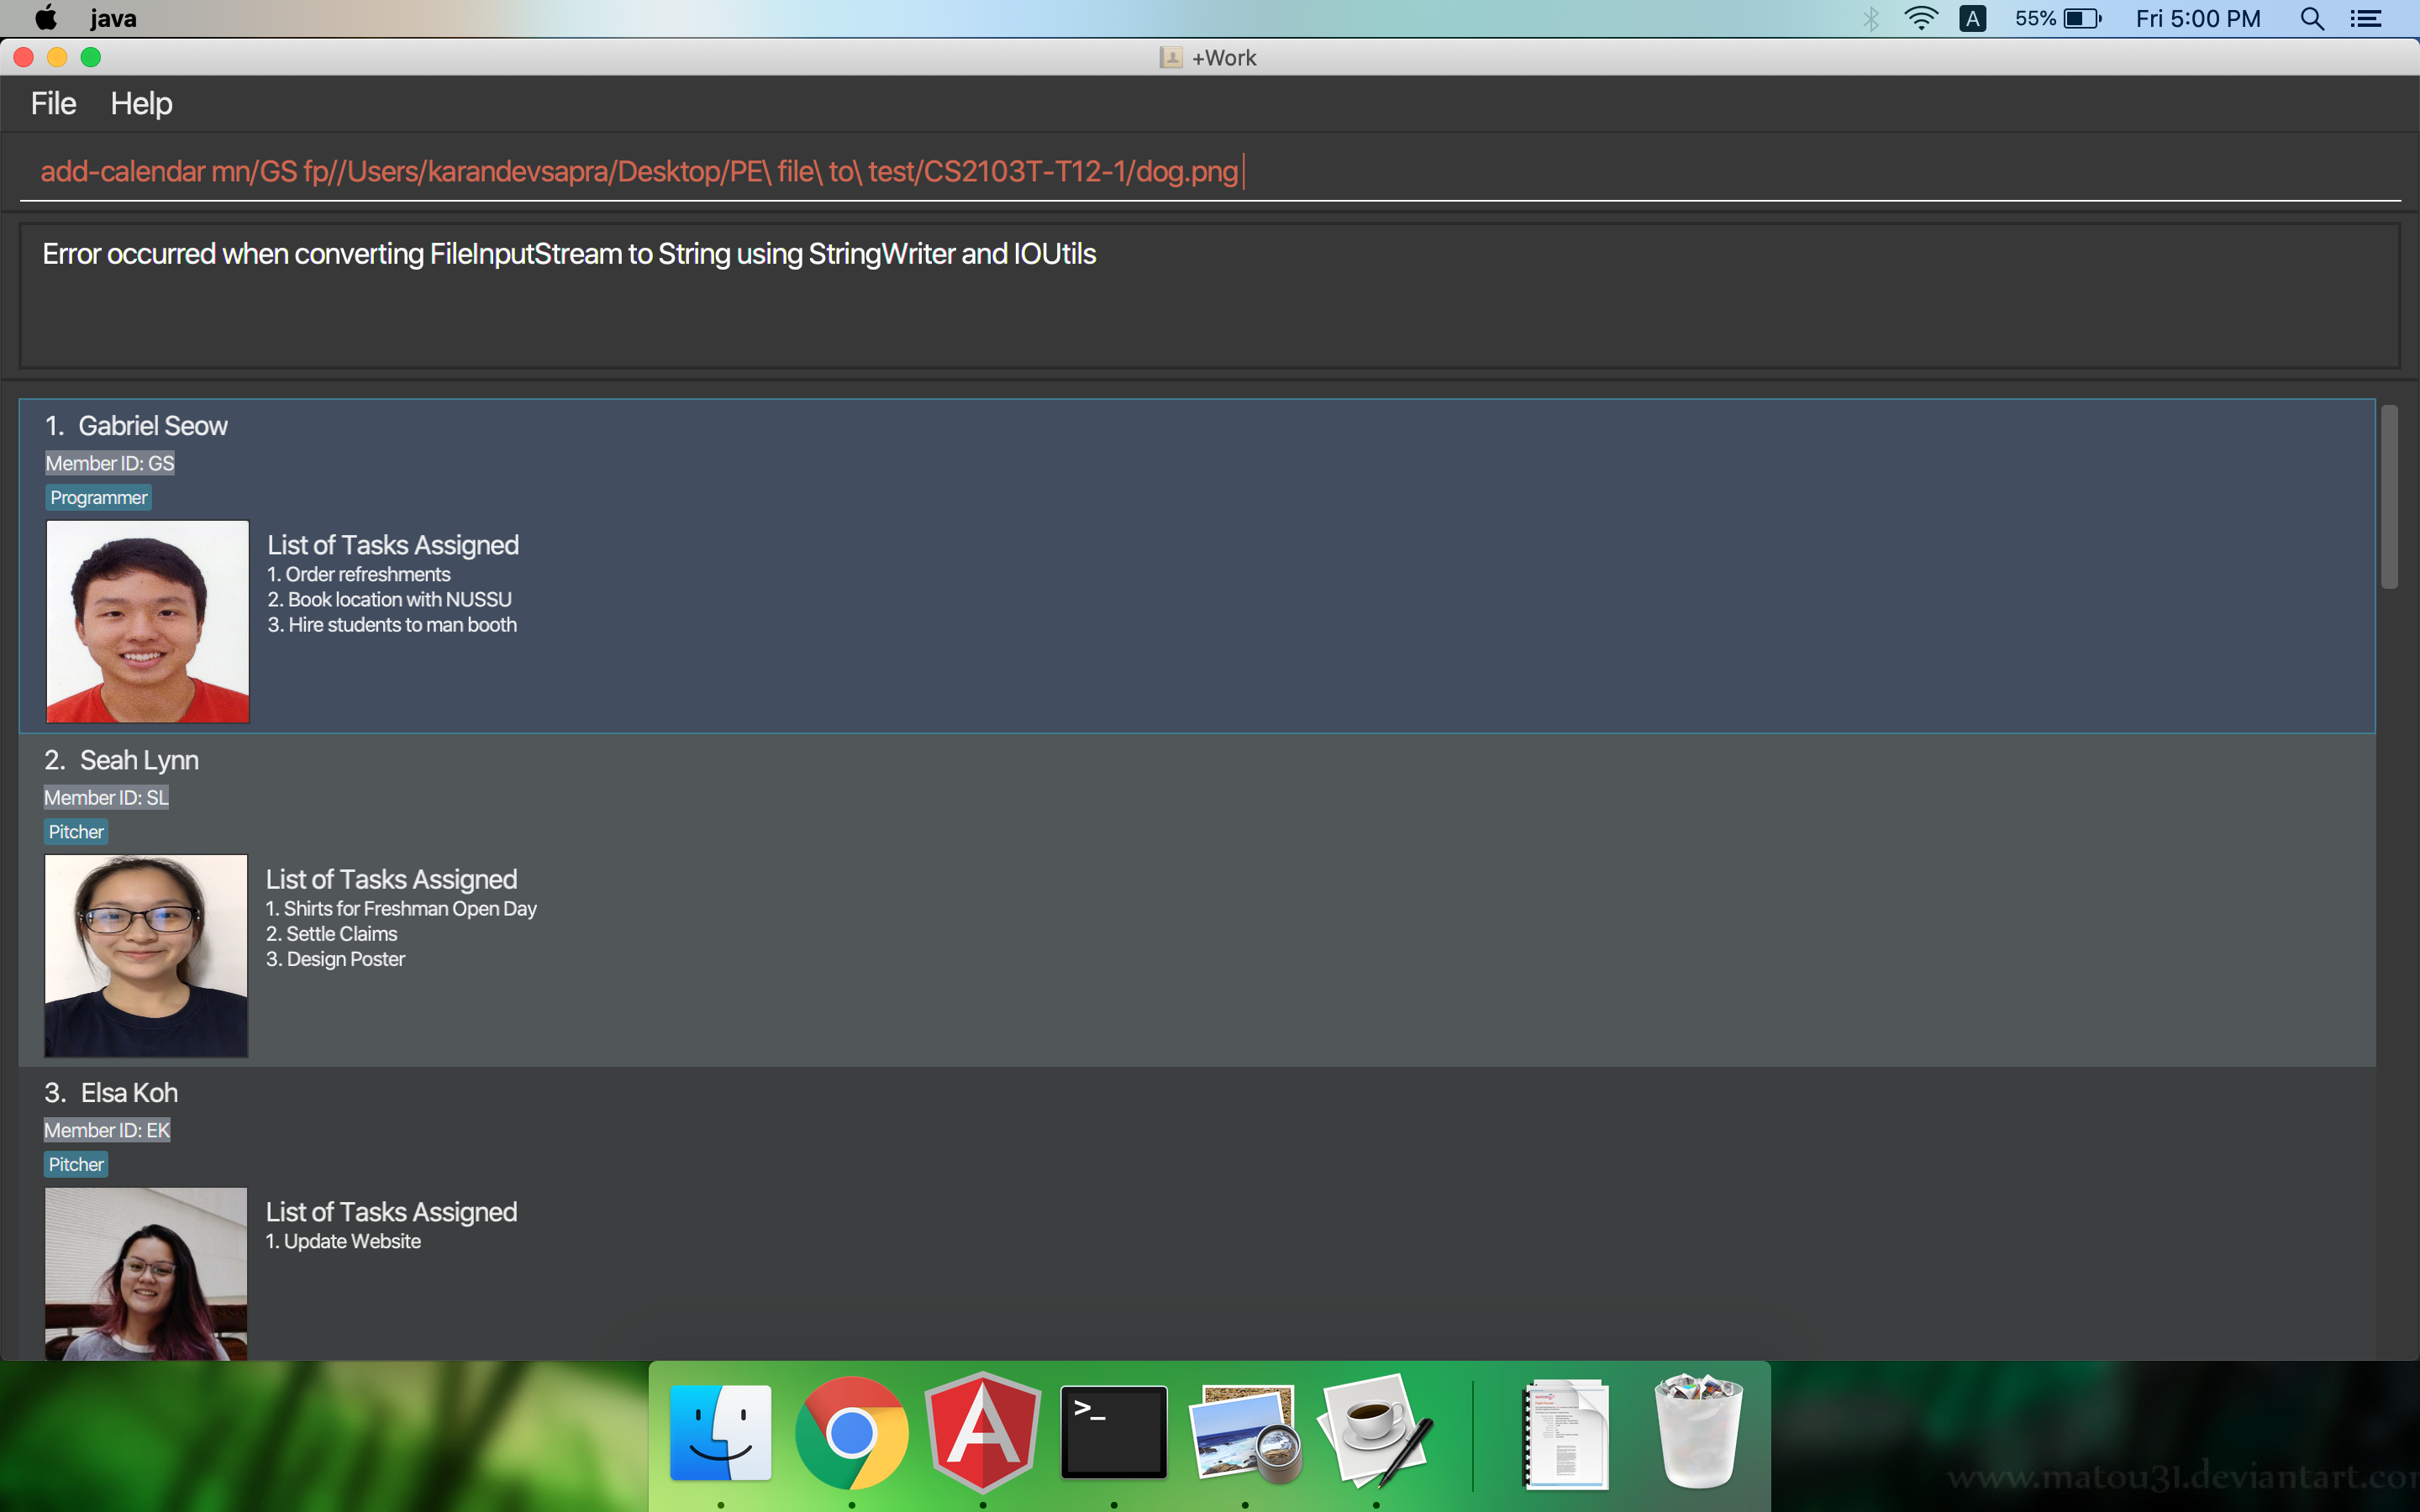 java
A
55%
Fri 5:00 PM
+Work
File Help
add-calendar mn/GS fp//Users/karandevsapra/Desktop/PE\ file\ to\ test/CS2103T-T12-1/dog.png
Error occurred when converting FileInputStream to String using StringWriter and IOUtils
1. Gabriel Seow
Member ID: GS
Programmer
List of Tasks Assigned
1. Order refreshments
2. Book location with NUSSU
3. Hire students to man booth
2. Seah Lynn
Member ID: SL
Pitcher
List of Tasks Assigned
1. Shirts for Freshman Open Day
2. Settle Claims
3. Design Poster
3. Elsa Koh
Member ID: EK
Pitcher
List of Tasks Assigned
1. Update Website
A
>_
www.matou31.deviantart.co